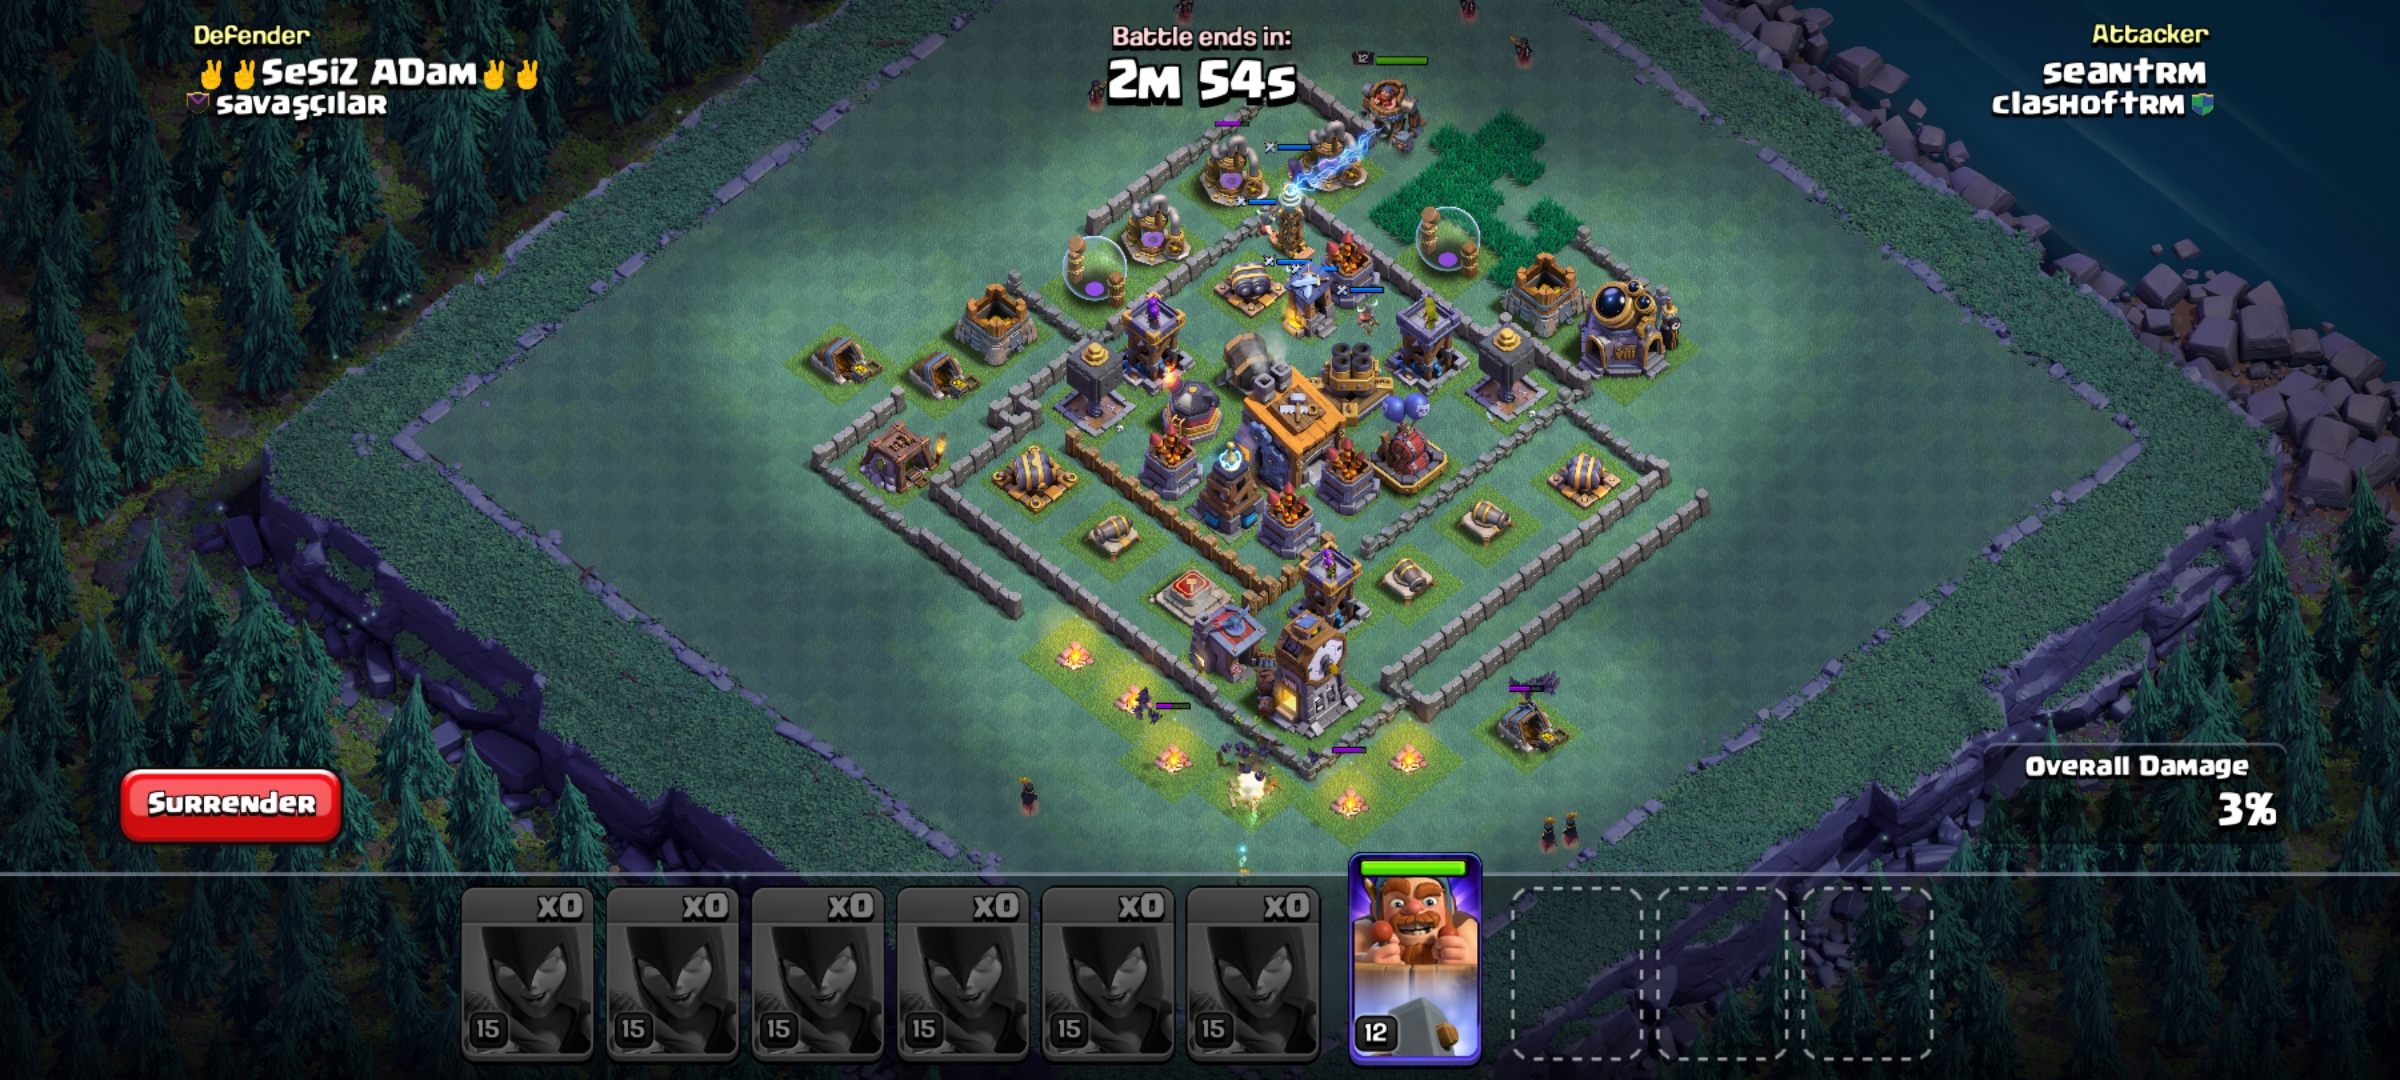 Defender
✌✌SeSiZ ADam✌✌
savaşçılar
Battle ends in:
2m 54s
Attacker
seantrm
clashoftrm
12
Surrender
Overall Damage
3%
x0
x0
x0
x0
x0
x0
15
15
15
15
15
15
12